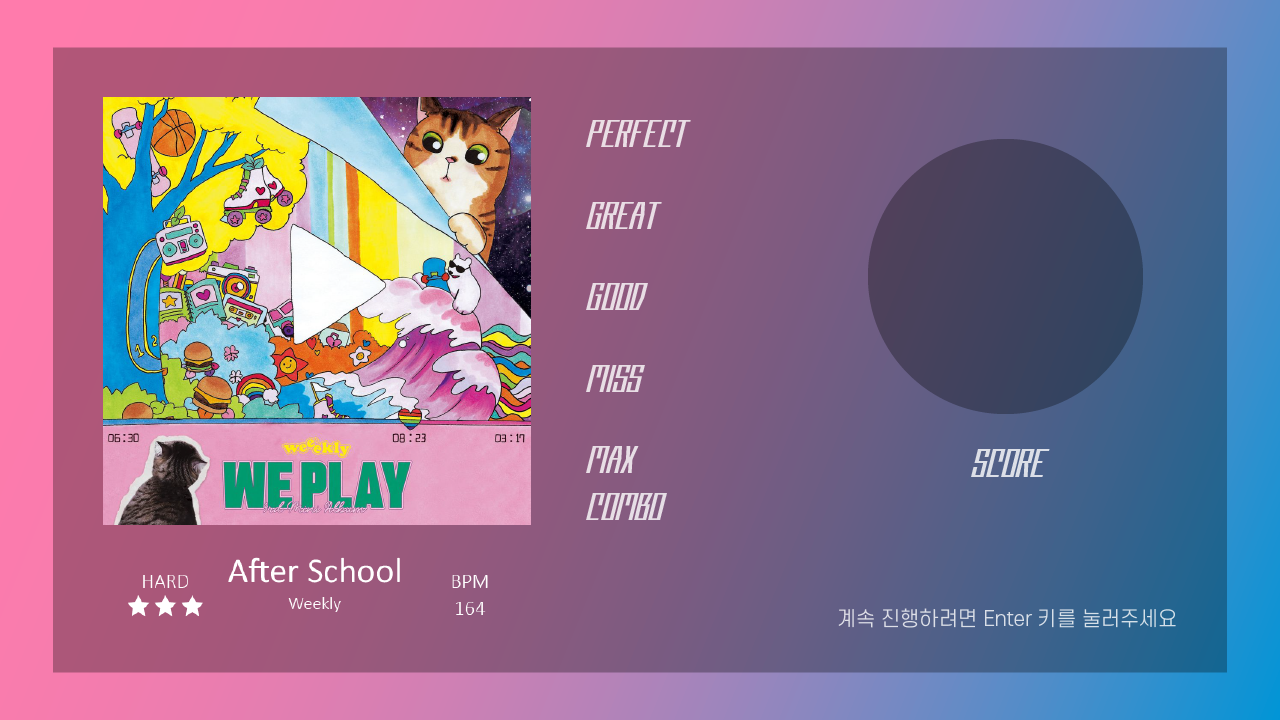 06:30
08:23
03:17
weeekly
WE PLAY
HARD
After School
Weekly
BPM
164
PERFECT
GREAT
GOOD
MISS
MAX
COMBO
SCORE
계속 진행하려면 Enter 키를 눌러주세요